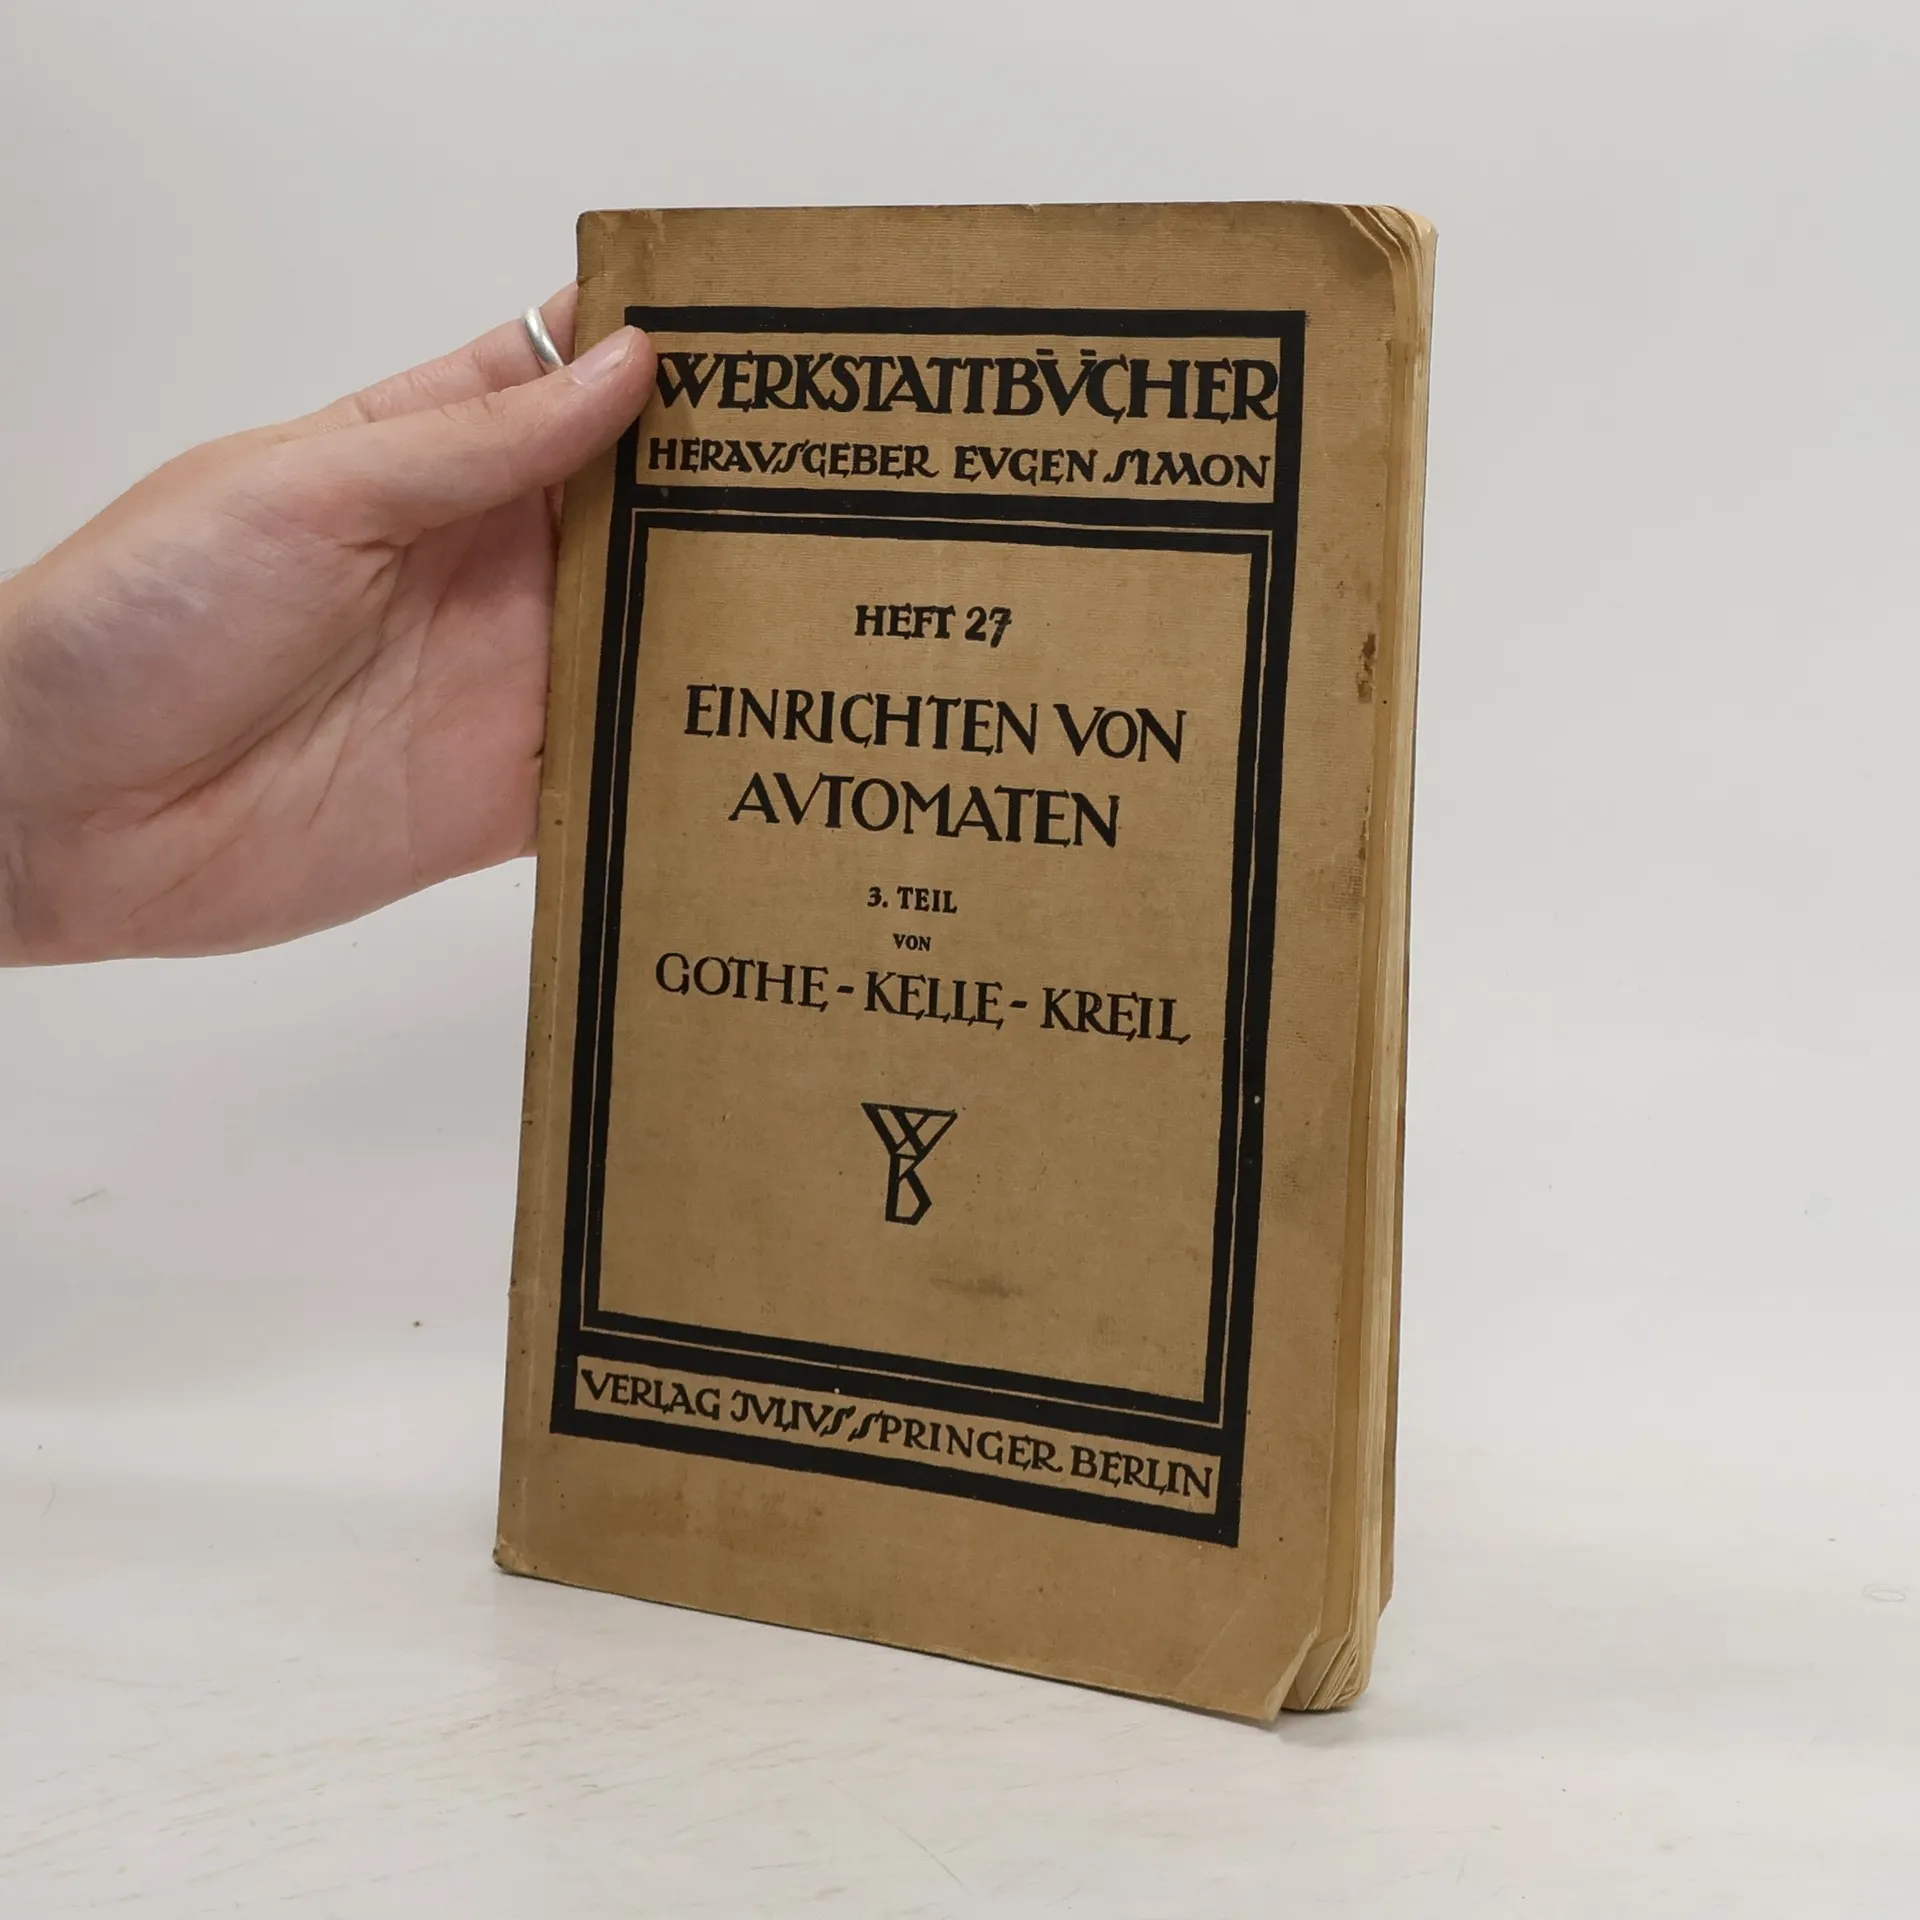 WERKSTATTBÜCHER
HERAUSGEBER EUGEN SIMON
HEFT 27
EINRICHTEN VON
AUTOMATEN
3. TEIL
VON
GOTHE - KELLE - KREIL
WB
VERLAG JULIUS SPRINGER BERLIN